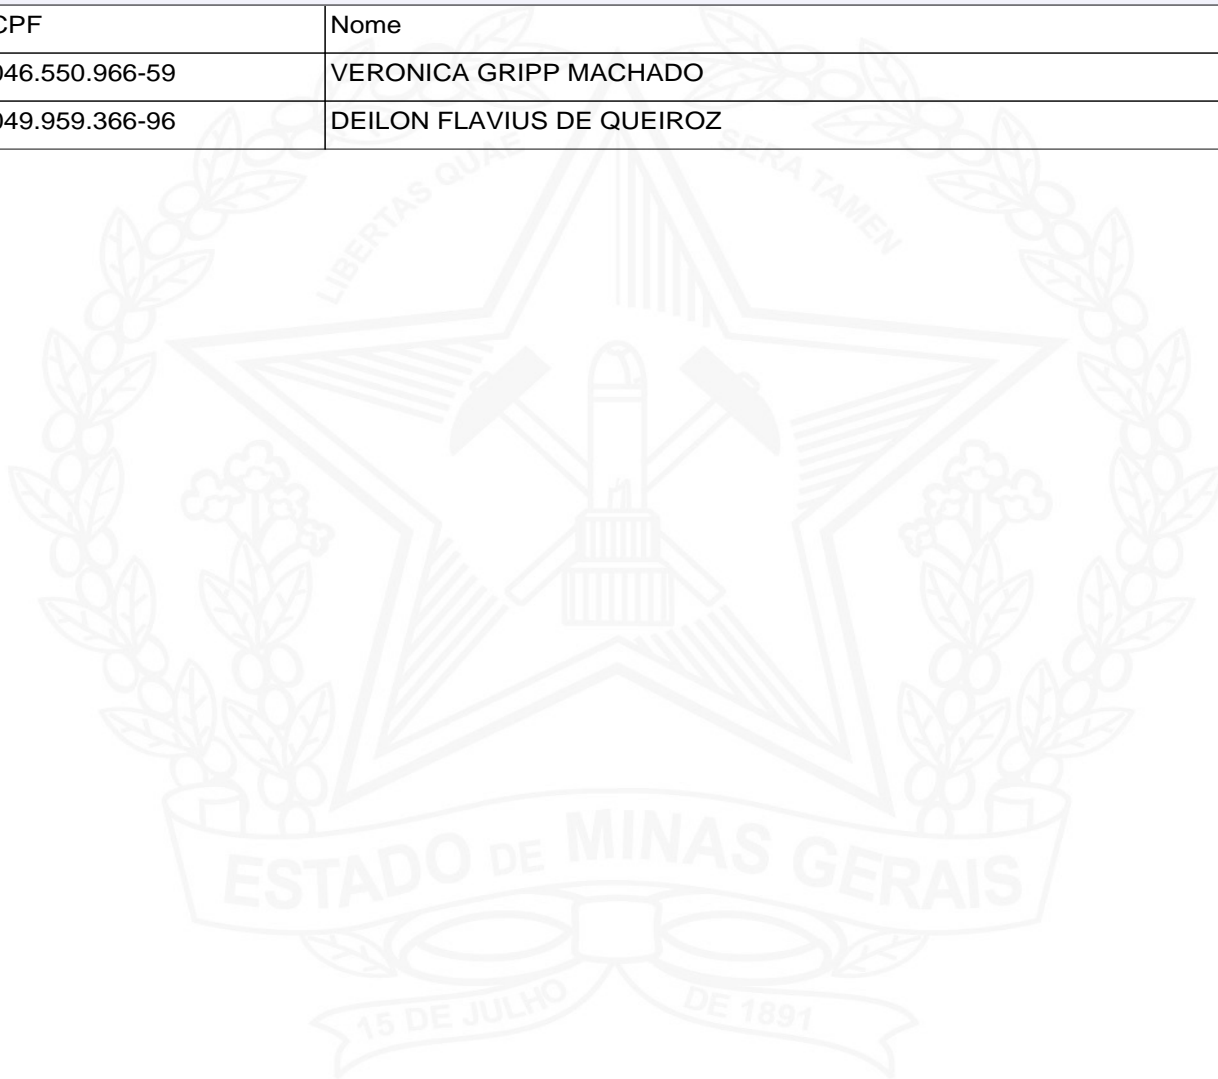 CPF Nome
046.550.966-59 VERONICA GRIPP MACHADO
049.959.366-96 DEILON FLAVIUS DE QUEIROZ
LIBERTAS QUAE SERA TAMEN
ESTADO DE MINAS GERAIS
15 DE JULHO DE 1891